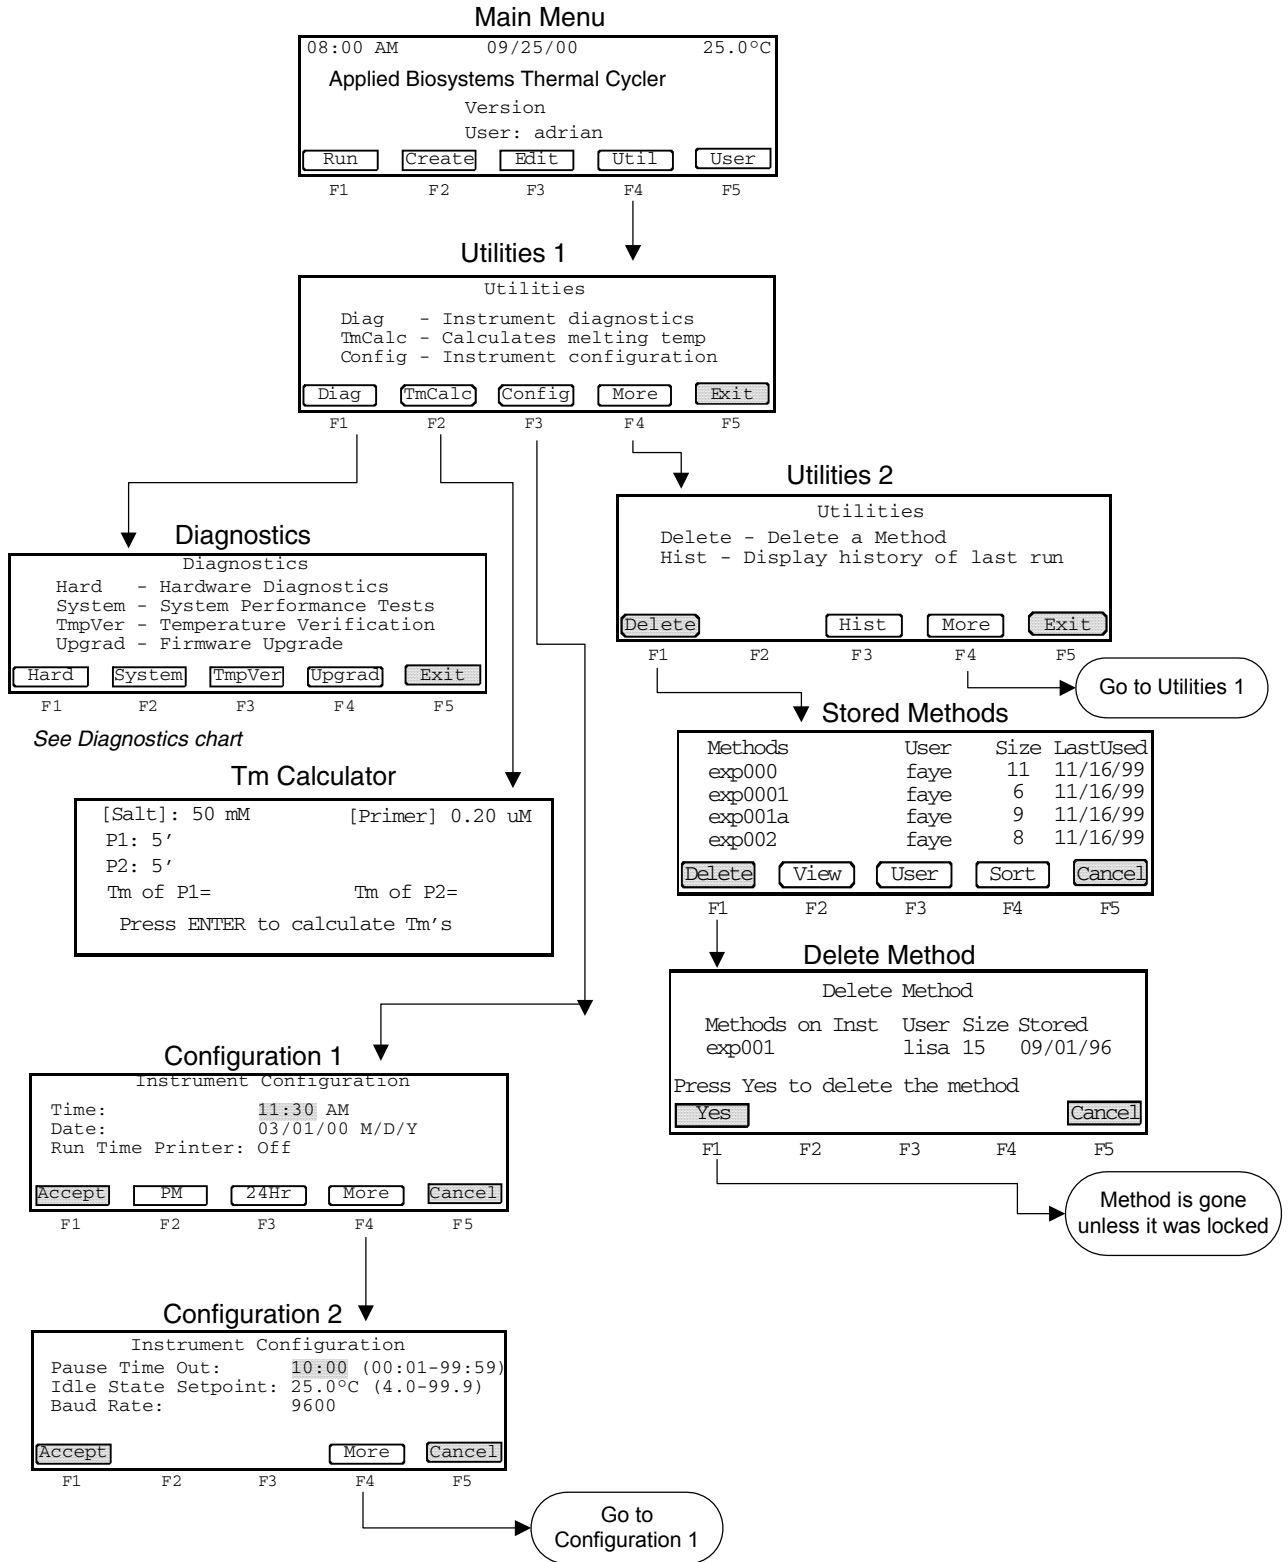 Main Menu
08:00 AM 09/25/00 25.0°C
Applied Biosystems Thermal Cycler
Version
User: adrian
Run Create Edit Util User
F1 F2 F3 F4 F5
Utilities 1
Utilities
Diag - Instrument diagnostics
TmCalc - Calculates melting temp
Config - Instrument configuration
Diag TmCalc Config More Exit
F1 F2 F3 F4 F5
Utilities 2
Utilities
Delete - Delete a Method
Hist - Display history of last run
Delete Hist More Exit
F1 F2 F3 F4 F5
Go to Utilities 1
Diagnostics
Diagnostics
Hard - Hardware Diagnostics
System - System Performance Tests
TmpVer - Temperature Verification
Upgrad - Firmware Upgrade
Hard System TmpVer Upgrad Exit
F1 F2 F3 F4 F5
See Diagnostics chart
Stored Methods
Methods User Size LastUsed
exp000 faye 11 11/16/99
exp0001 faye 6 11/16/99
exp001a faye 9 11/16/99
exp002 faye 8 11/16/99
Delete View User Sort Cancel
F1 F2 F3 F4 F5
Tm Calculator
[Salt]: 50 mM [Primer] 0.20 uM
P1: 5′
P2: 5′
Tm of P1= Tm of P2=
Press ENTER to calculate Tm's
Delete Method
Delete Method
Methods on Inst User Size Stored
exp001 lisa 15 09/01/96
Press Yes to delete the method
Yes Cancel
F1 F2 F3 F4 F5
Method is gone
unless it was locked
Configuration 1
Instrument Configuration
Time: 11:30 AM
Date: 03/01/00 M/D/Y
Run Time Printer: Off
Accept PM 24Hr More Cancel
F1 F2 F3 F4 F5
Configuration 2
Instrument Configuration
Pause Time Out: 10:00 (00:01-99:59)
Idle State Setpoint: 25.0°C (4.0-99.9)
Baud Rate: 9600
Accept More Cancel
F1 F2 F3 F4 F5
Go to
Configuration 1